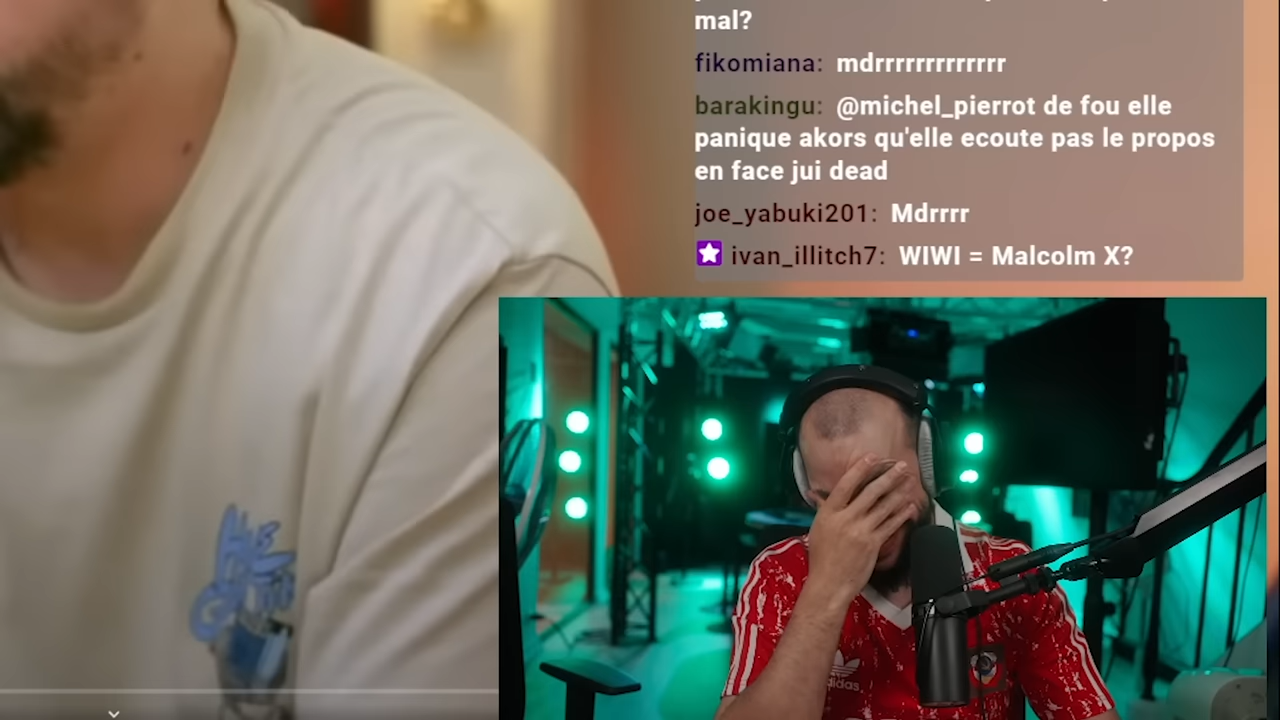 mal?
fikomiana: mdrrrrrrrrrrrrr
barakingu: @michel_pierrot de fou elle
panique akors qu'elle ecoute pas le propos
en face jui dead
joe_yabuki201: Mdrrrr
ivan_illitch7: WIWI = Malcolm X?
adidas